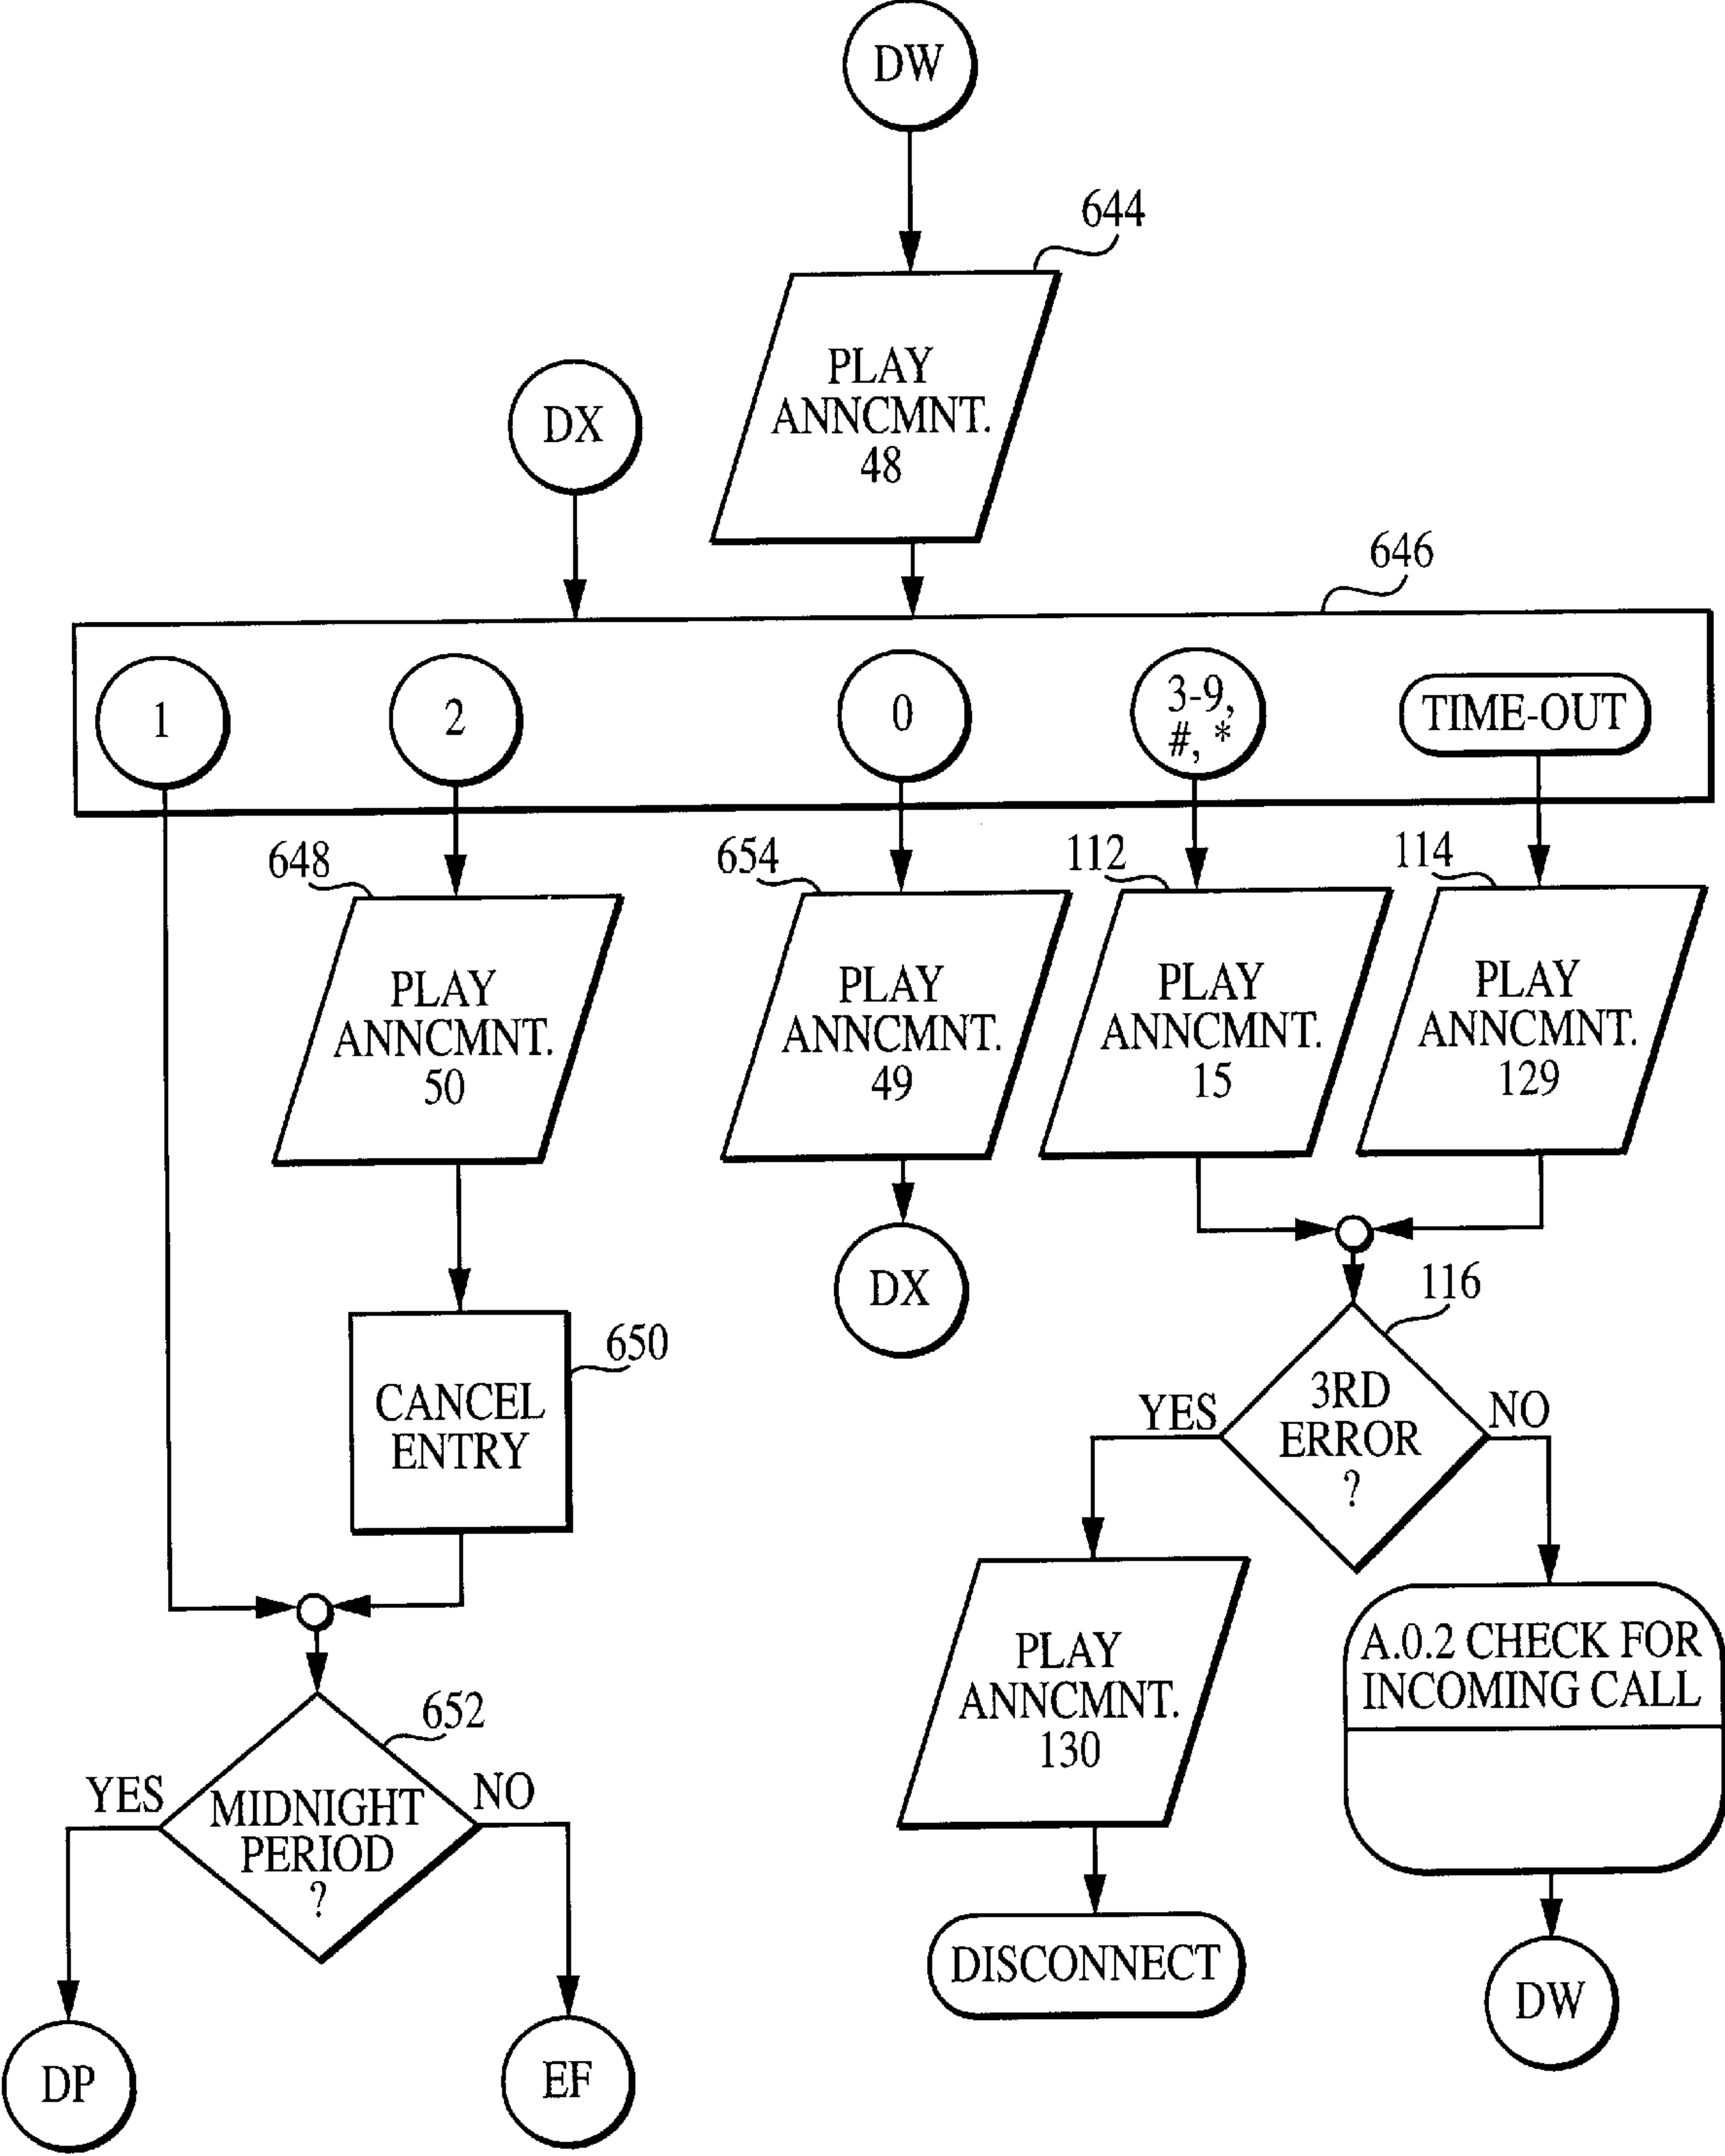 DW
644
PLAY
ANNCMNT.
48
DX
646
1
2
0
3-9,
#, *
TIME-OUT
648
PLAY
ANNCMNT.
50
654
PLAY
ANNCMNT.
49
112
PLAY
ANNCMNT.
15
114
PLAY
ANNCMNT.
129
DX
116
3RD
ERROR
?
YES
NO
650
CANCEL
ENTRY
652
MIDNIGHT
PERIOD
?
YES
NO
PLAY
ANNCMNT.
130
A.0.2 CHECK FOR
INCOMING CALL
DISCONNECT
DW
DP
EF